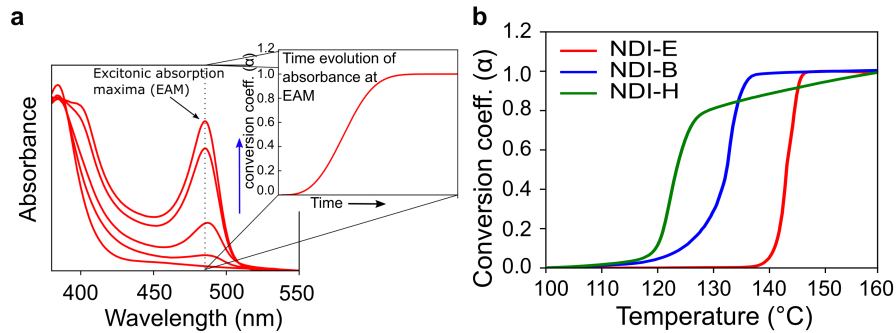 a
Absorbance
Excitonic absorption
maxima (EAM)
400
450
500
550
Wavelength (nm)
conversion coeff. (α)
1.2
1.0
0.8
0.6
0.4
0.2
0.0
Time evolution of
absorbance at
EAM
Time
b
Conversion coeff. (α)
1.2
1.0
0.8
0.6
0.4
0.2
0.0
NDI-E
NDI-B
NDI-H
100
110
120
130
140
150
160
Temperature (°C)